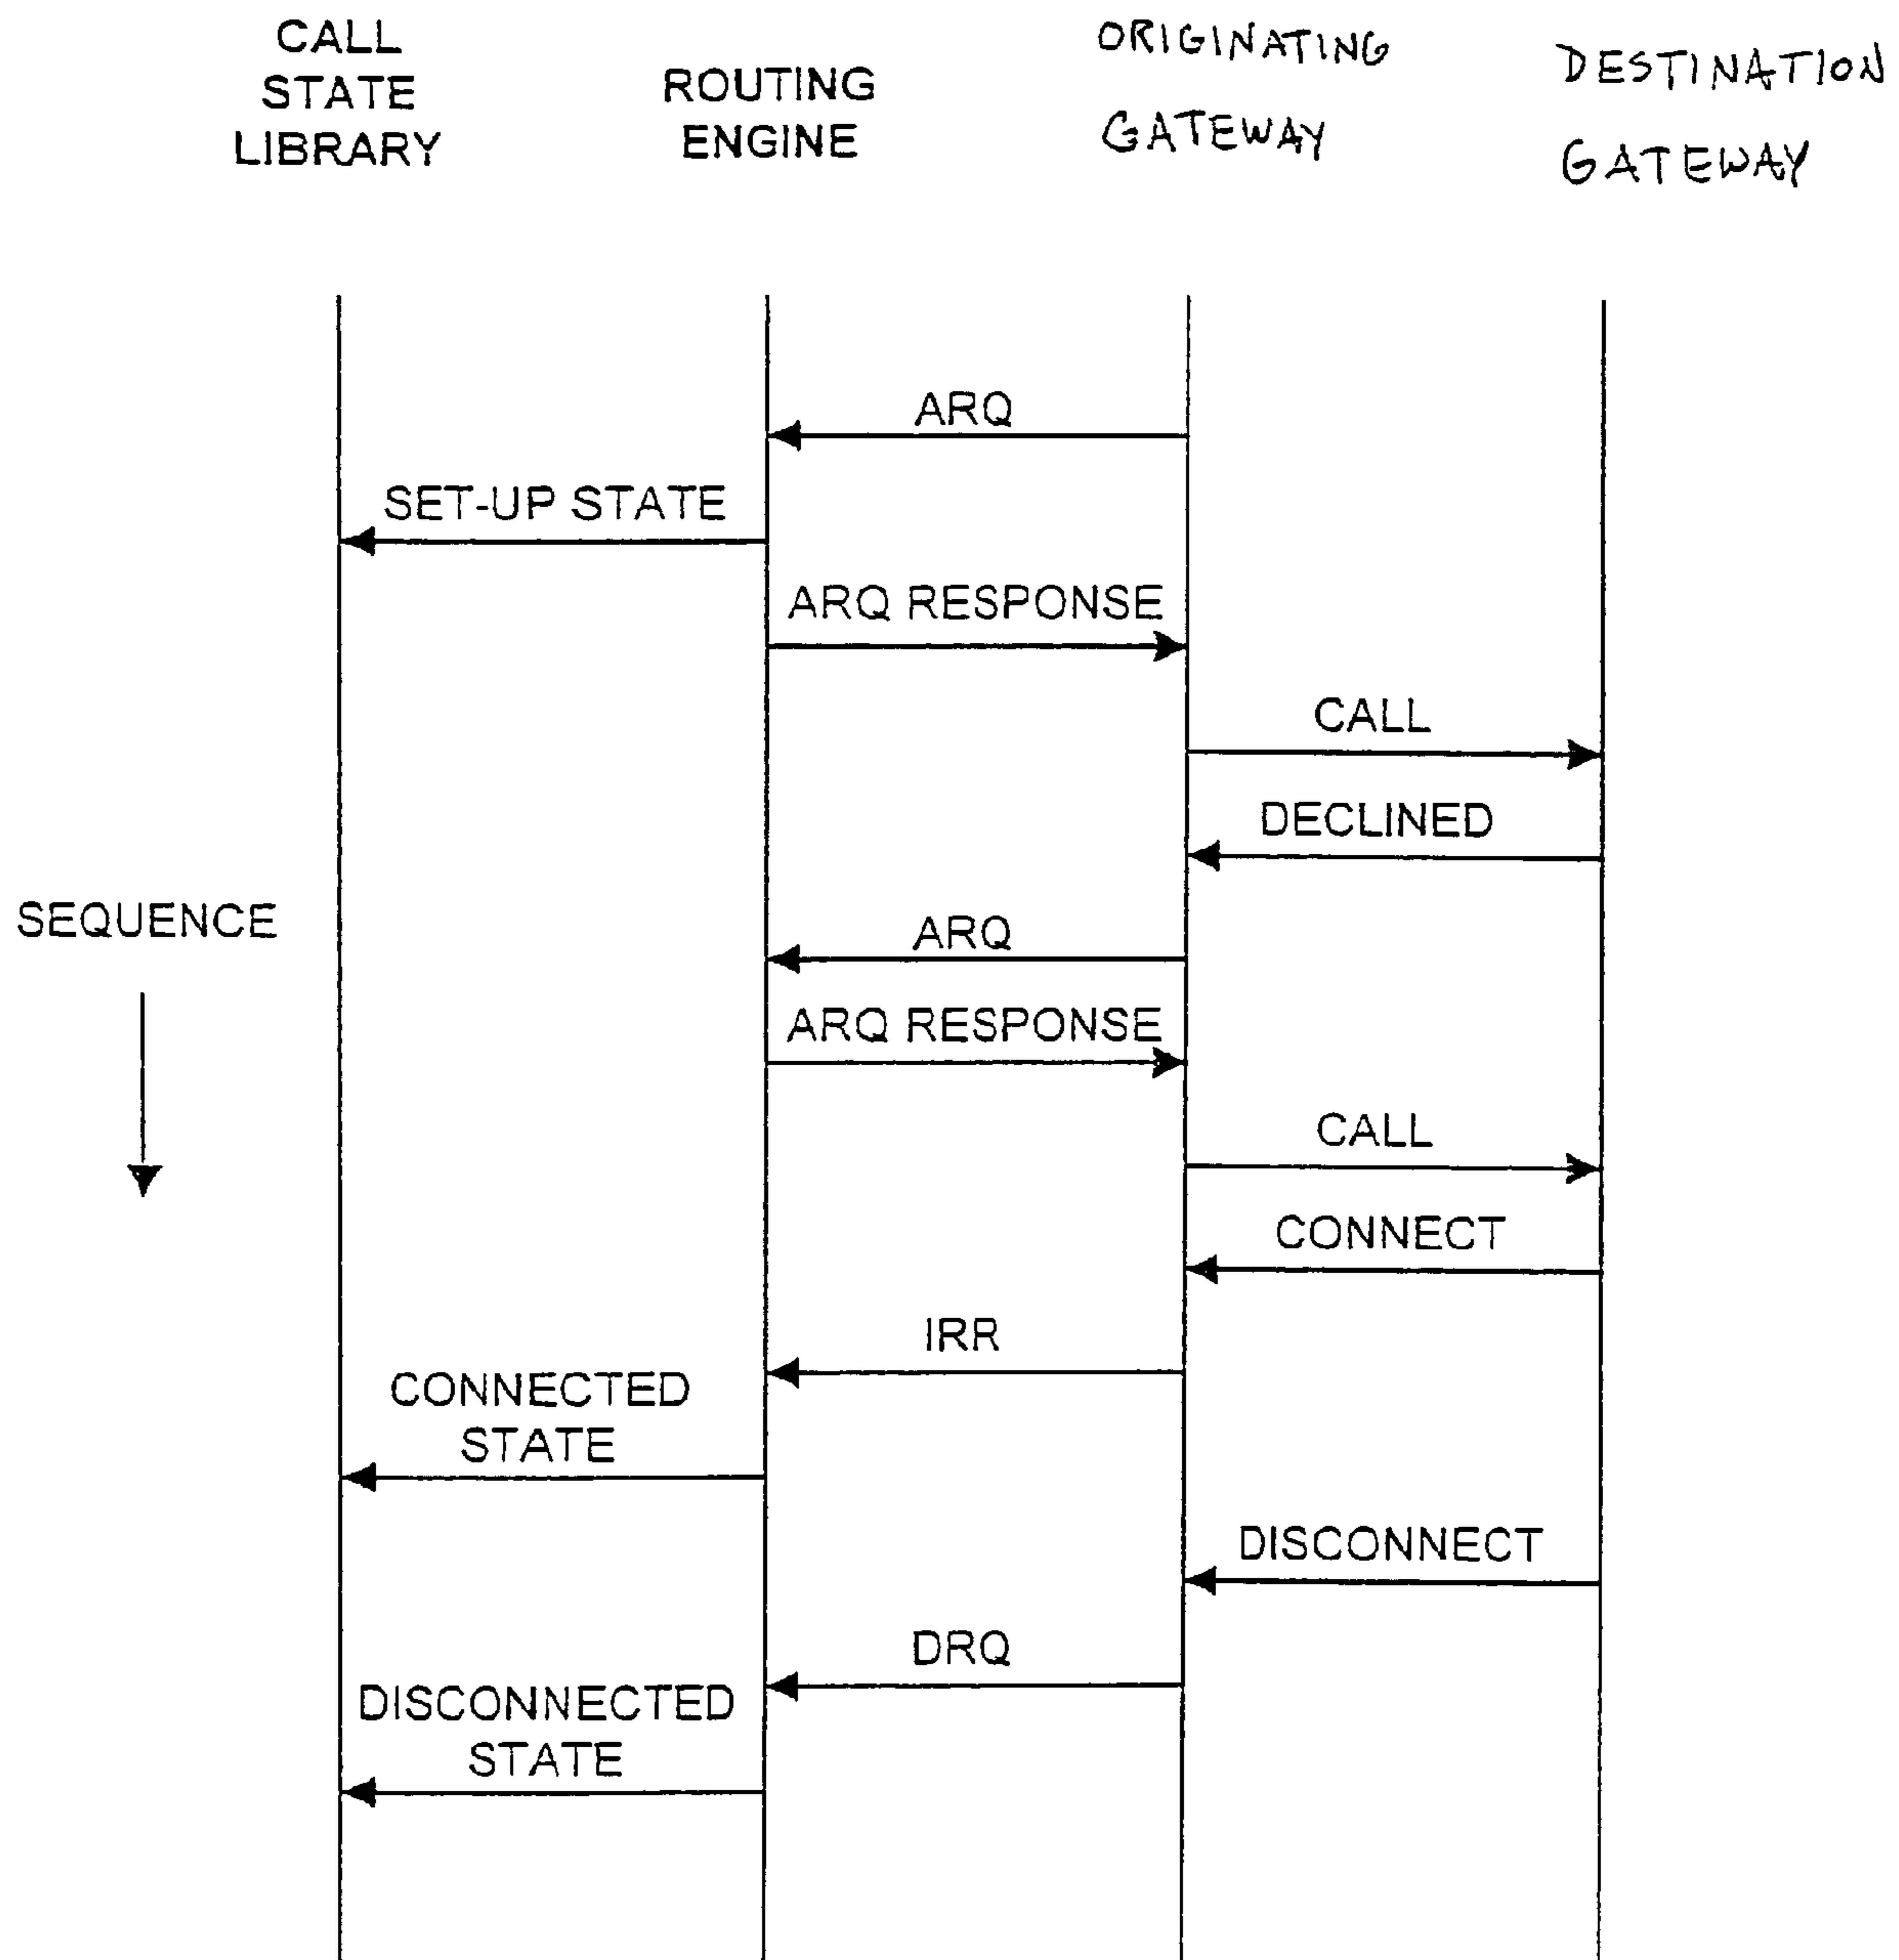 CALL
STATE
LIBRARY
ROUTING
ENGINE
ORIGINATING
GATEWAY
DESTINATION
GATEWAY
ARQ
SET-UP STATE
ARQ RESPONSE
CALL
DECLINED
SEQUENCE
ARQ
ARQ RESPONSE
CALL
CONNECT
IRR
CONNECTED
STATE
DISCONNECT
DRQ
DISCONNECTED
STATE